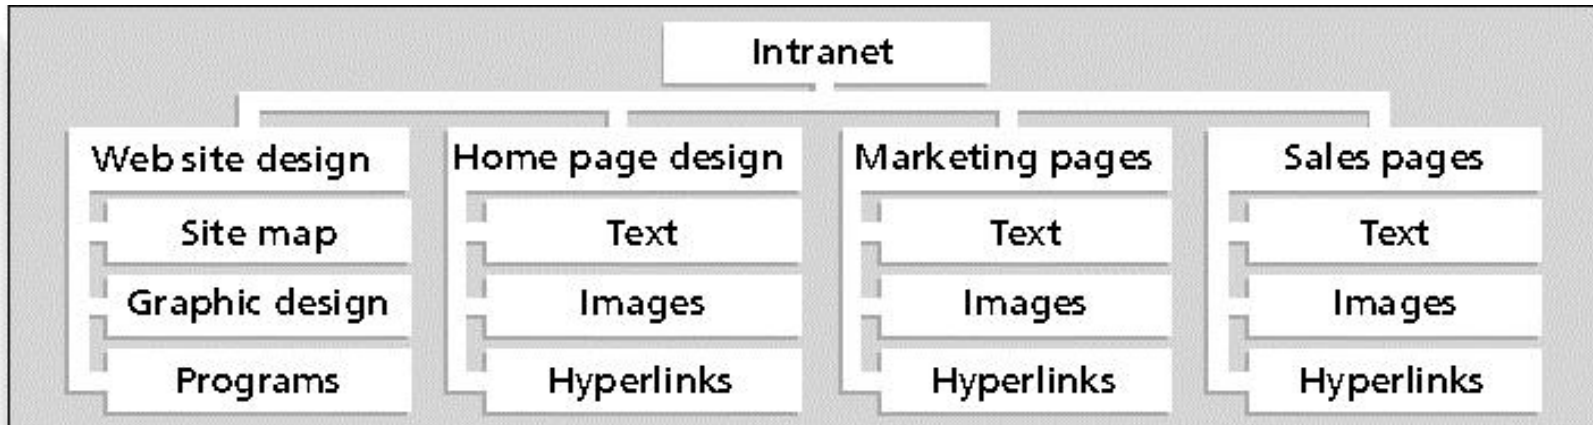 Intranet
Web site design
Site map
Graphic design
Programs
Home page design
Text
Images
Hyperlinks
Marketing pages
Text
Images
Hyperlinks
Sales pages
Text
Images
Hyperlinks